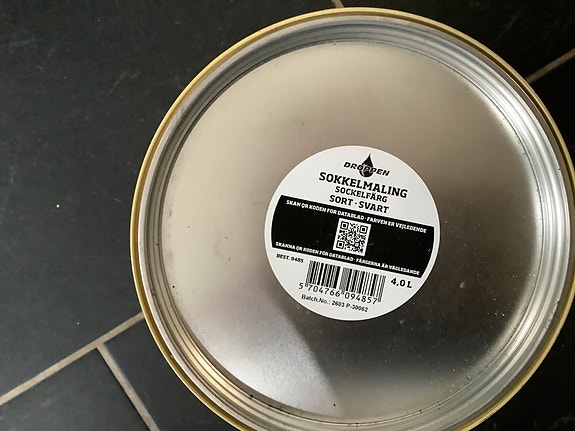 DROPPEN
SOKKELMALING
SOCKELFÄRG
SORT · SVART
SKAN QR KODEN FOR DATABLAD · FARVEN ER VEJLEDENDE
SKANNA QR KODEN FÖR DATABLAD · FÄRGERNA ÄR VÄGLEDANDE
BEST. 9485
4,0 L
5 704766 094857
Batch.No.: 2603 P-30062